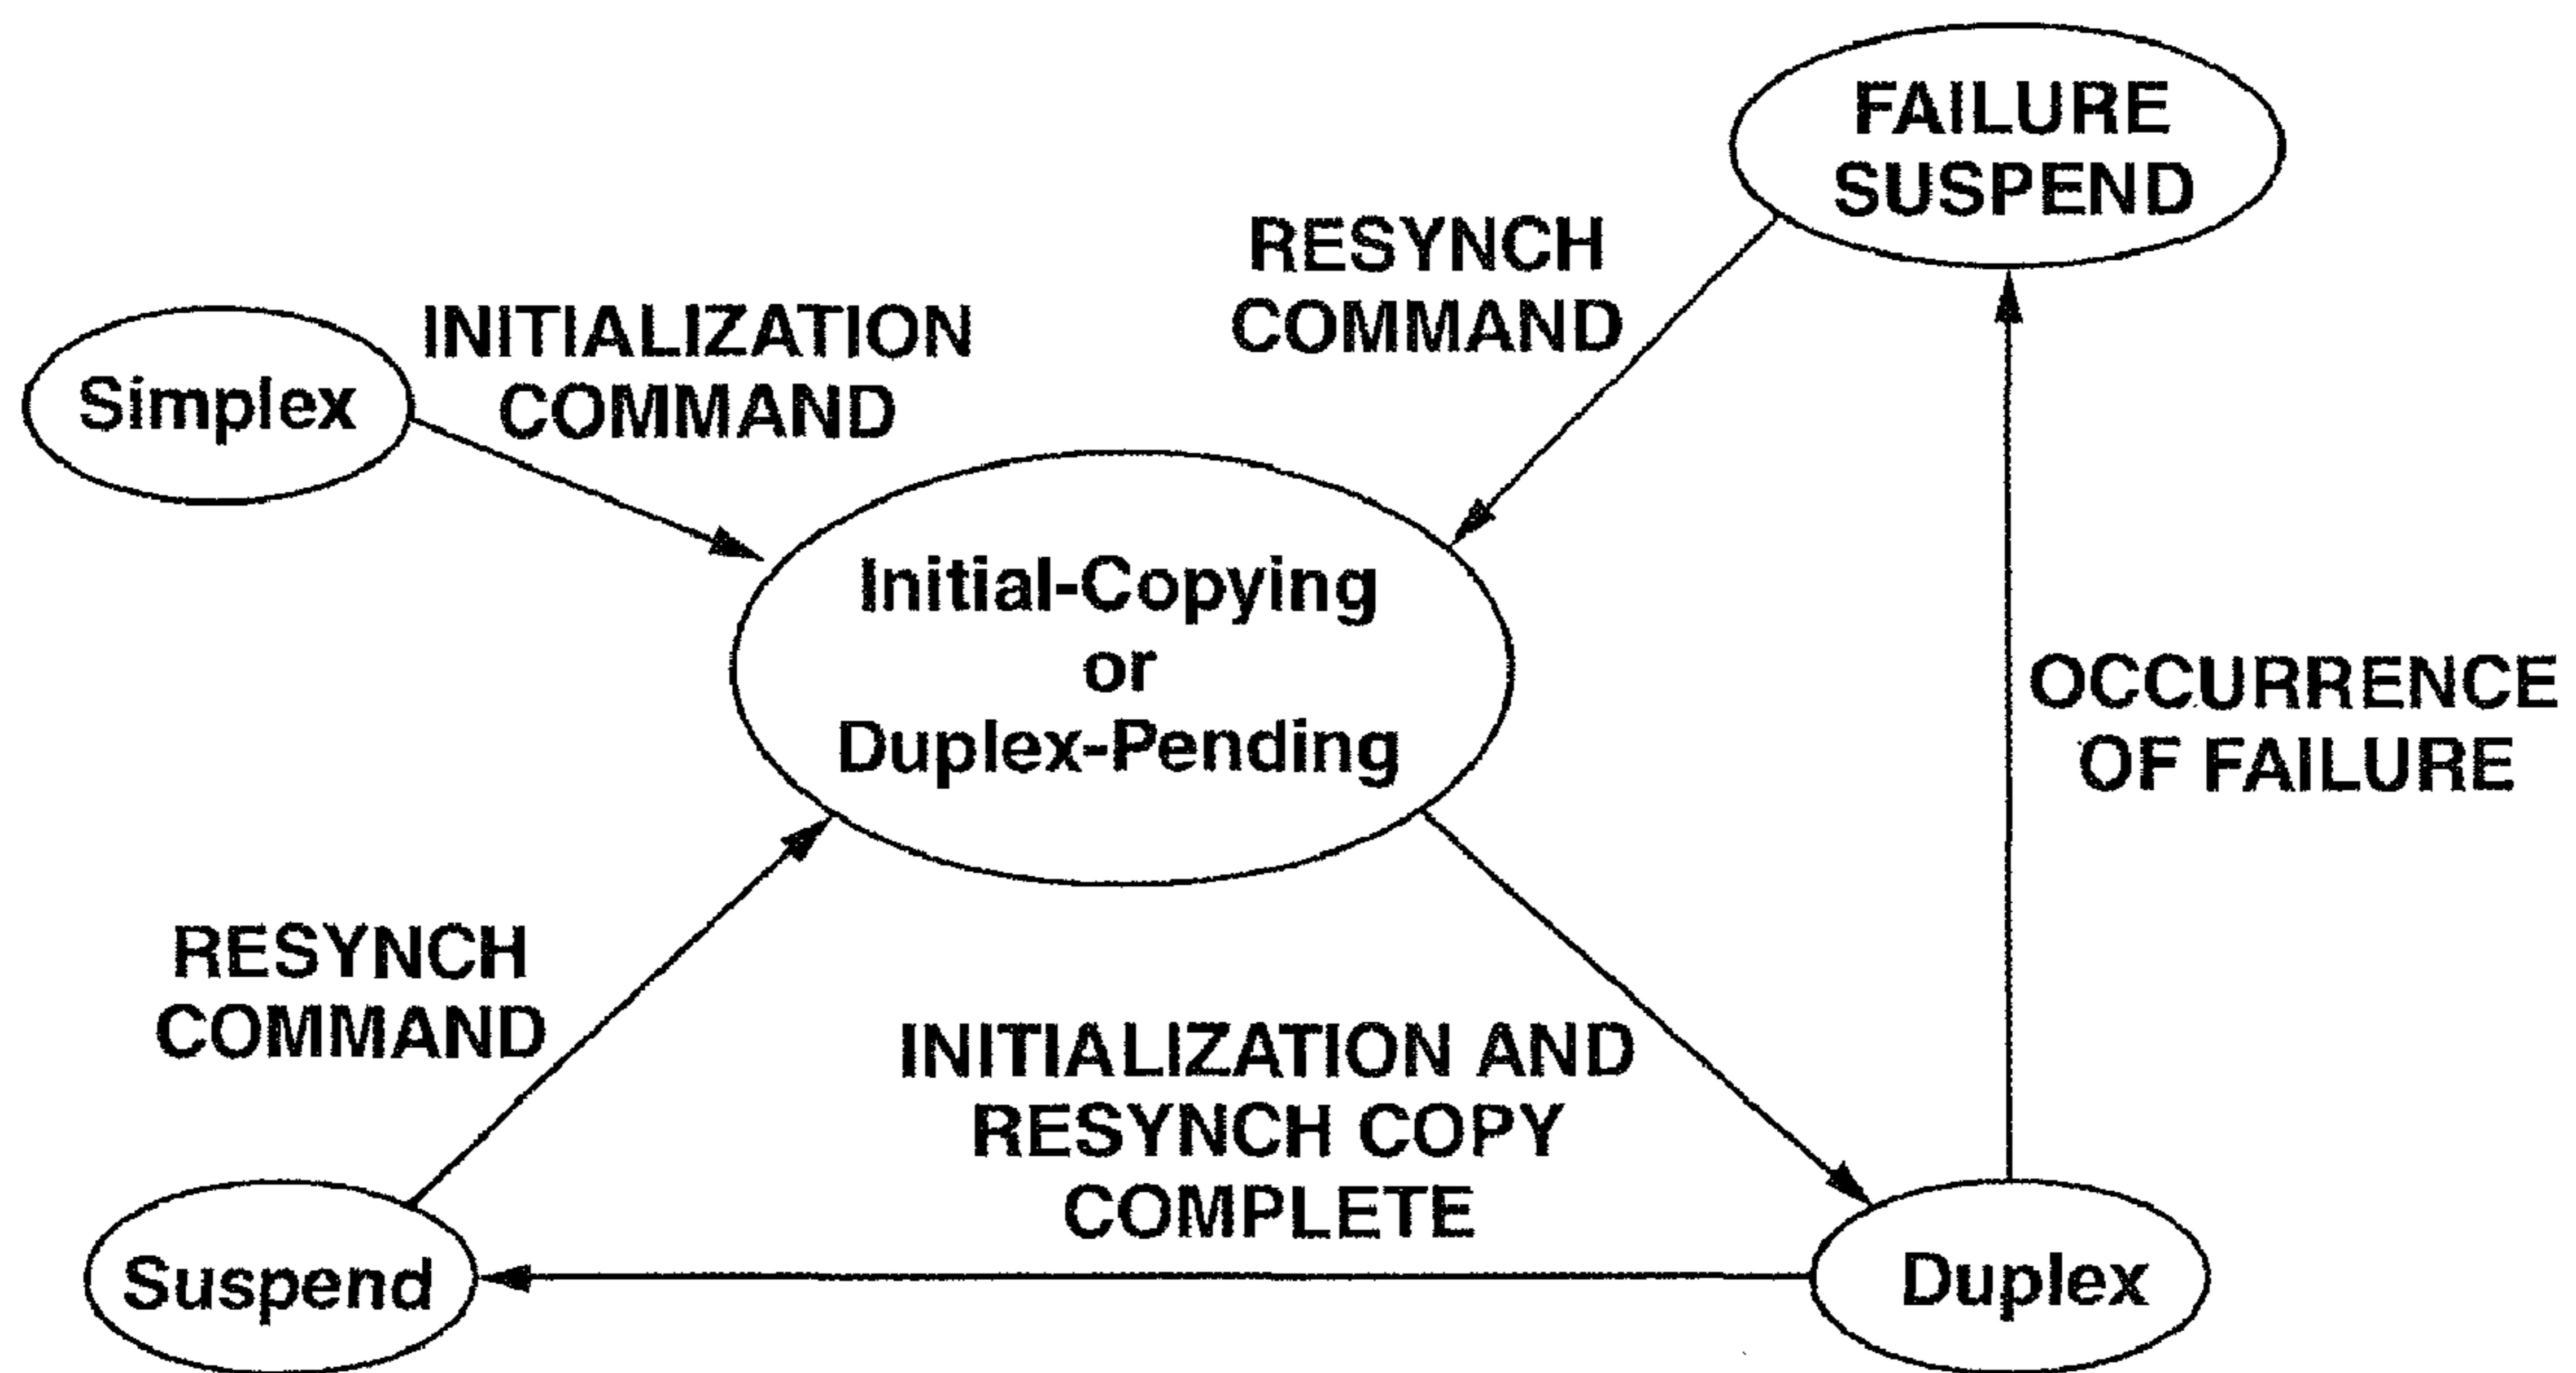 FAILURE
SUSPEND
RESYNCH
COMMAND
INITIALIZATION
COMMAND
Simplex
Initial-Copying
or
Duplex-Pending
OCCURRENCE
OF FAILURE
RESYNCH
COMMAND
INITIALIZATION AND
RESYNCH COPY
COMPLETE
Suspend
Duplex